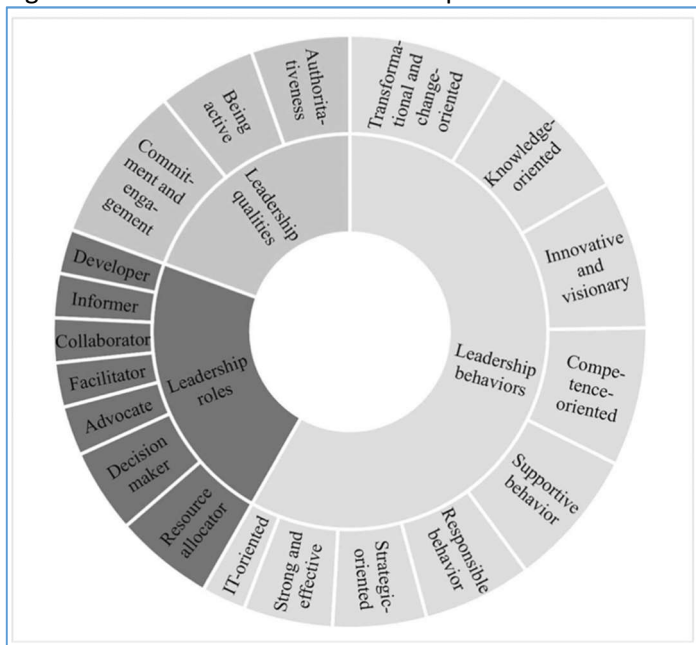 Leadership
behaviors
Transforma-
tional and
change-
oriented
Knowledge-
oriented
Innovative
and
visionary
Compe-
tence-
oriented
Supportive
behavior
Responsible
behavior
Strategic-
oriented
Strong and
effective
IT-oriented
Leadership
roles
Resource
allocator
Decision
maker
Advocate
Facilitator
Collaborator
Informer
Developer
Leadership
qualities
Commit-
ment and
enga-
gement
Being
active
Authorita-
tiveness